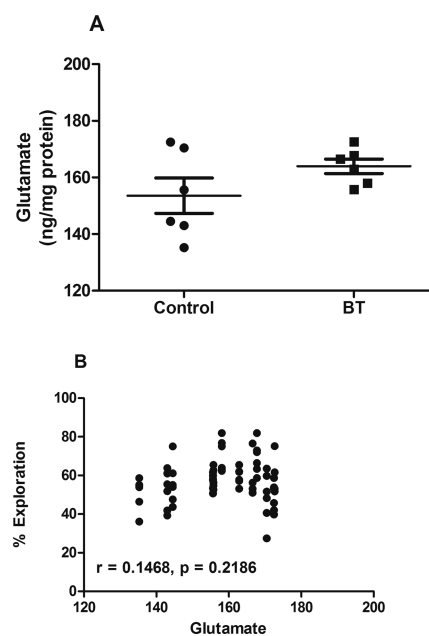 A
200
180
160
140
120
Glutamate
(ng/mg protein)
Control
BT
B
100
80
60
40
20
0
% Exploration
r = 0.1468, p = 0.2186
120
140
160
180
200
Glutamate